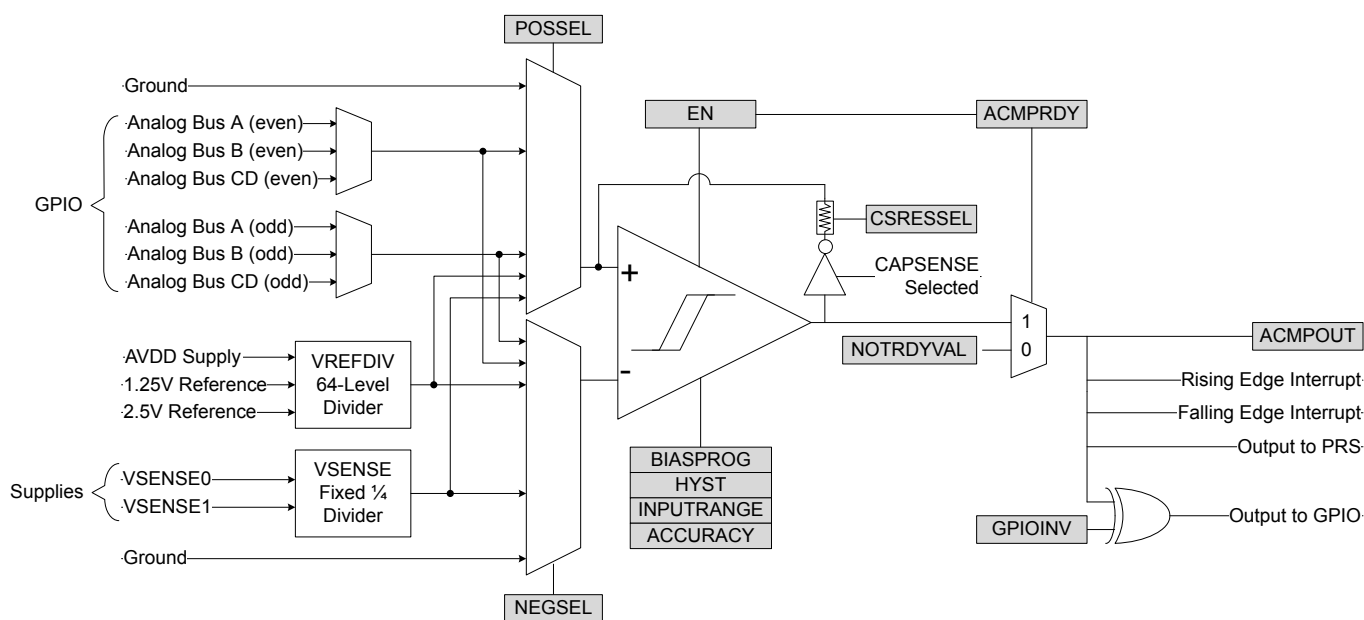 POSSEL
Ground
GPIO
Analog Bus A (even)
Analog Bus B (even)
Analog Bus CD (even)
Analog Bus A (odd)
Analog Bus B (odd)
Analog Bus CD (odd)
AVDD Supply
1.25V Reference
2.5V Reference
VREFDIV
64-Level
Divider
Supplies
VSENSE0
VSENSE1
VSENSE
Fixed ¼
Divider
Ground
NEGSEL
EN
ACMPRDY
+
-
CSRESSEL
CAPSENSE
Selected
BIASPROG
HYST
INPUTRANGE
ACCURACY
NOTRDYVAL
1
0
ACMPOUT
Rising Edge Interrupt
Falling Edge Interrupt
Output to PRS
GPIOINV
Output to GPIO